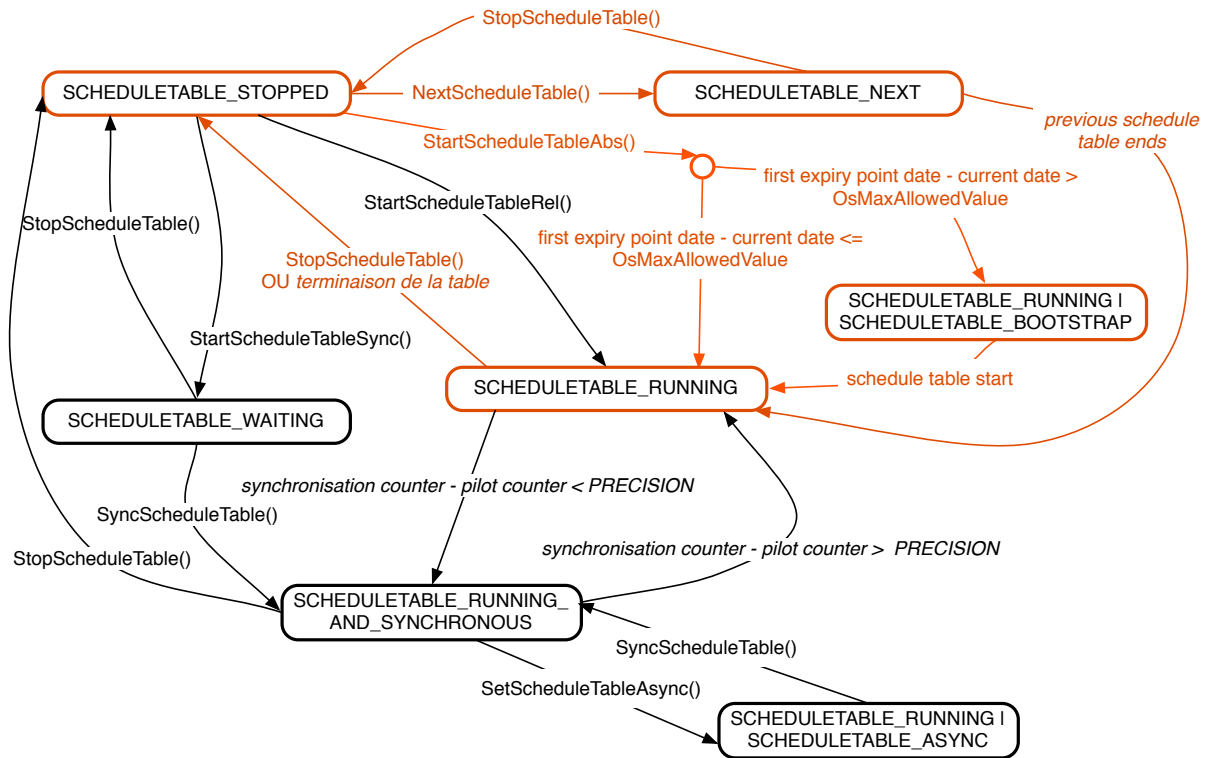 StopScheduleTable()
SCHEDULETABLE_STOPPED
NextScheduleTable()
SCHEDULETABLE_NEXT
previous schedule
table ends
StartScheduleTableAbs()
first expiry point date - current date >
OsMaxAllowedValue
StartScheduleTableRel()
StopScheduleTable()
first expiry point date - current date <=
OsMaxAllowedValue
StopScheduleTable()
OU terminaison de la table
SCHEDULETABLE_RUNNING |
SCHEDULETABLE_BOOTSTRAP
StartScheduleTableSync()
schedule table start
SCHEDULETABLE_RUNNING
SCHEDULETABLE_WAITING
synchronisation counter - pilot counter < PRECISION
SyncScheduleTable()
synchronisation counter - pilot counter > PRECISION
StopScheduleTable()
SCHEDULETABLE_RUNNING_
AND_SYNCHRONOUS
SyncScheduleTable()
SetScheduleTableAsync()
SCHEDULETABLE_RUNNING |
SCHEDULETABLE_ASYNC